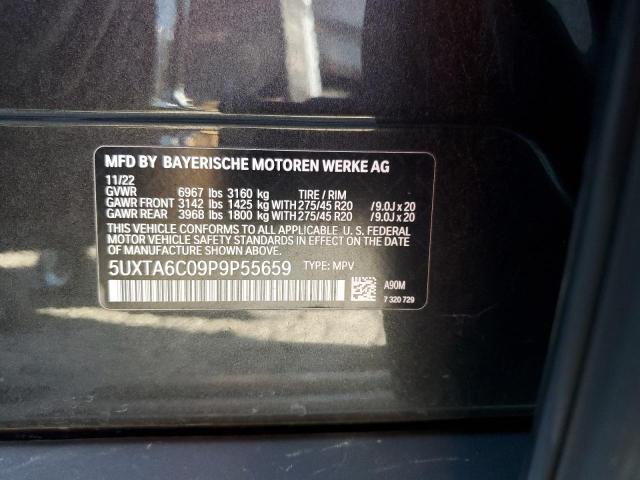 MFD BY BAYERISCHE MOTOREN WERKE AG
11/22
GVWR 6967 lbs 3160 kg TIRE / RIM
GAWR FRONT 3142 lbs 1425 kg WITH 275/45 R20 /9.0J x 20
GAWR REAR 3968 lbs 1800 kg WITH 275/45 R20 /9.0J x 20
THIS VEHICLE CONFORMS TO ALL APPLICABLE U. S. FEDERAL
MOTOR VEHICLE SAFETY STANDARDS IN EFFECT ON THE DATE
OF MANUFACTURE SHOWN ABOVE.
5UXTA6C09P9P55659 TYPE: MPV
A90M
7 320 729